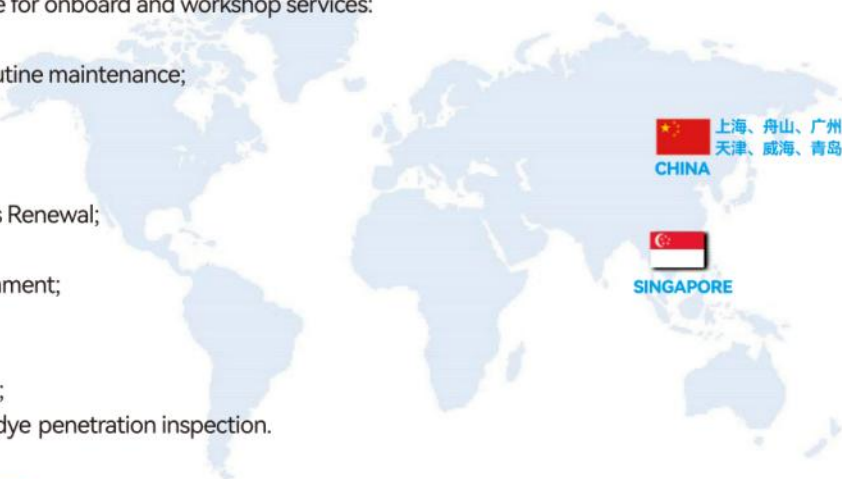 e for onboard and workshop services:
utine maintenance;
上海、舟山、广州
天津、威海、青岛
CHINA
s Renewal;
nment;
SINGAPORE
;
dye penetration inspection.